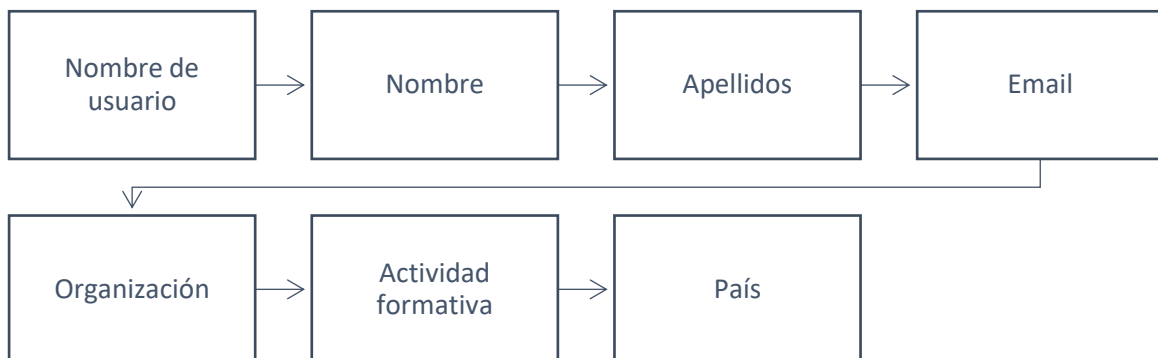 Nombre de
usuario
Nombre
Apellidos
Email
Organización
Actividad
formativa
País